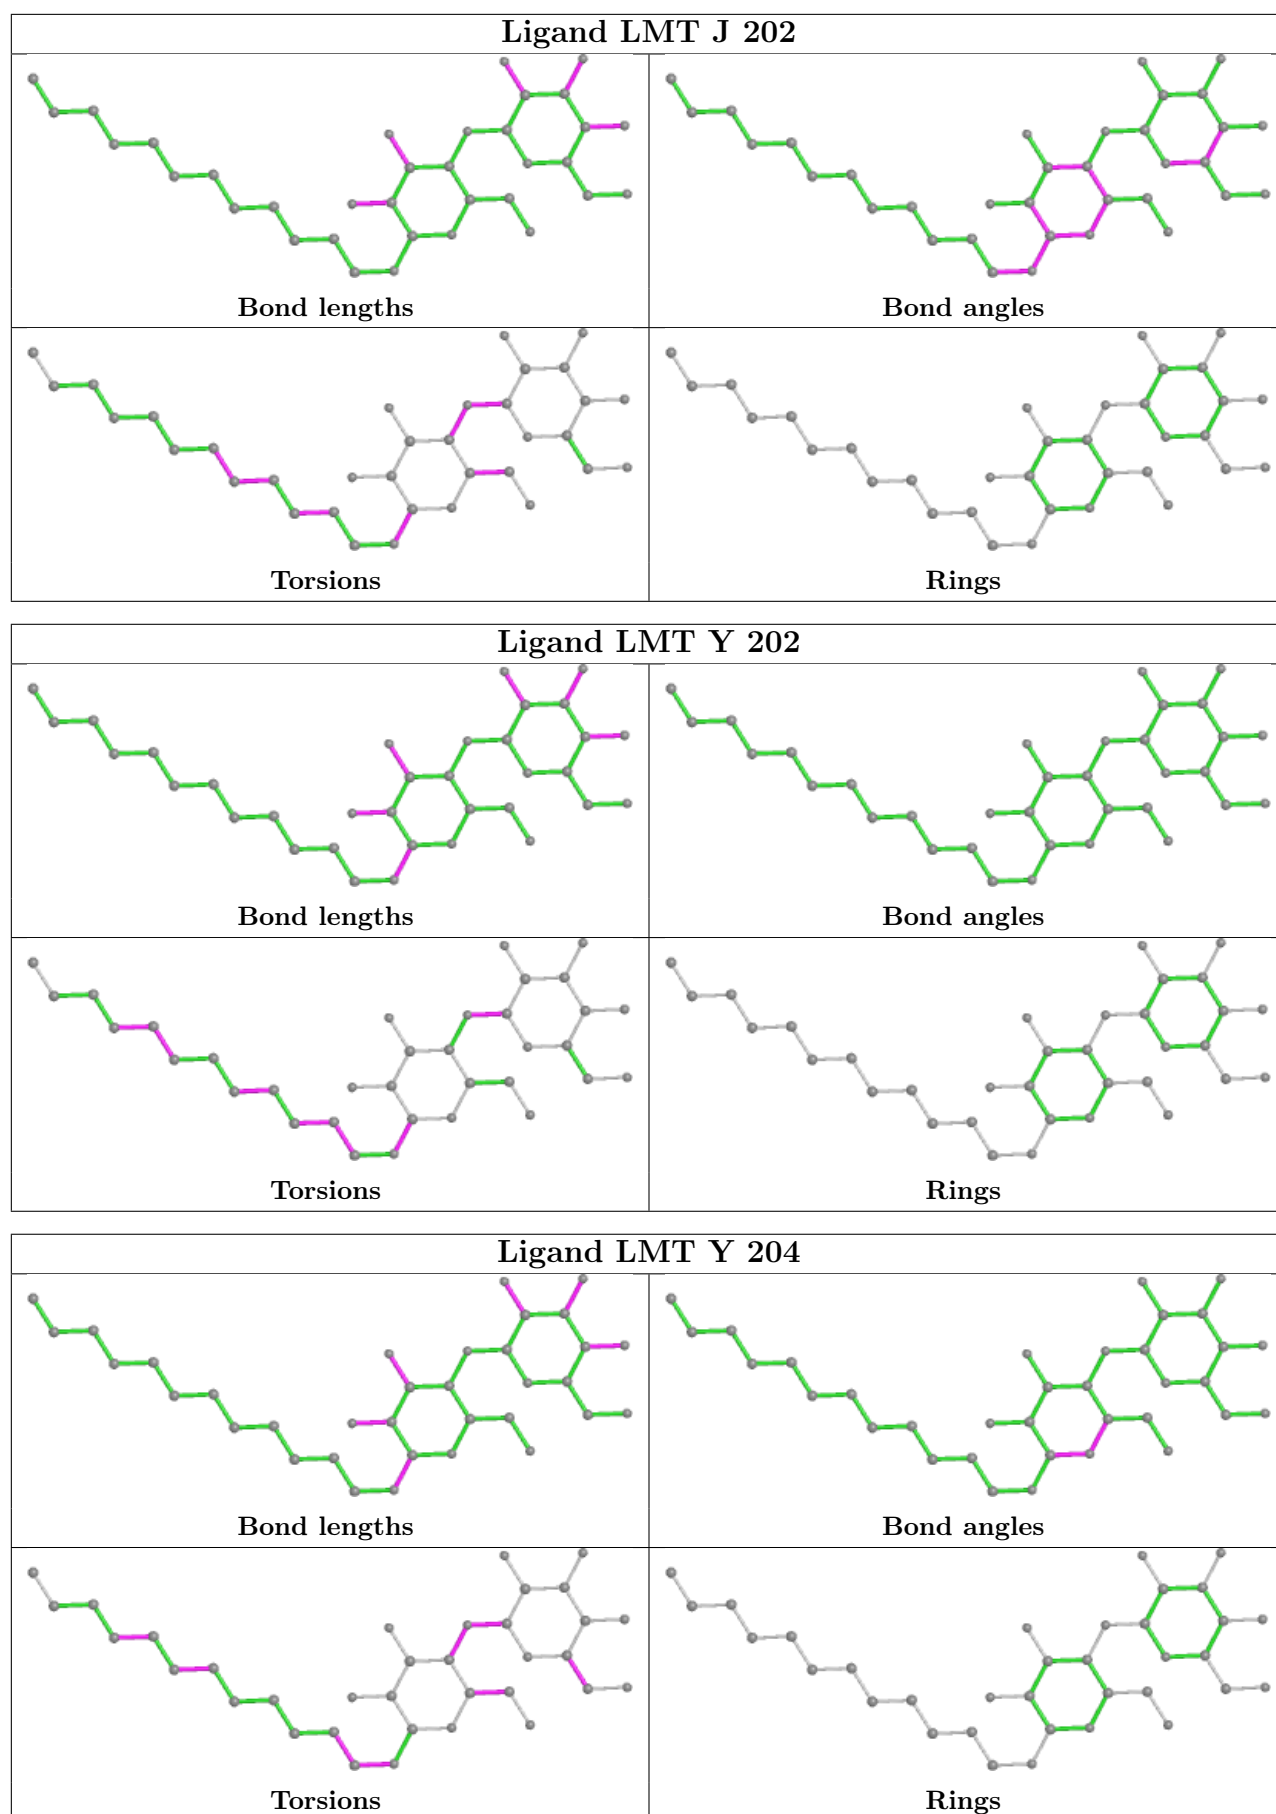 Ligand LMT J 202
Bond lengths
Bond angles
Torsions
Rings
Ligand LMT Y 202
Bond lengths
Bond angles
Torsions
Rings
Ligand LMT Y 204
Bond lengths
Bond angles
Torsions
Rings